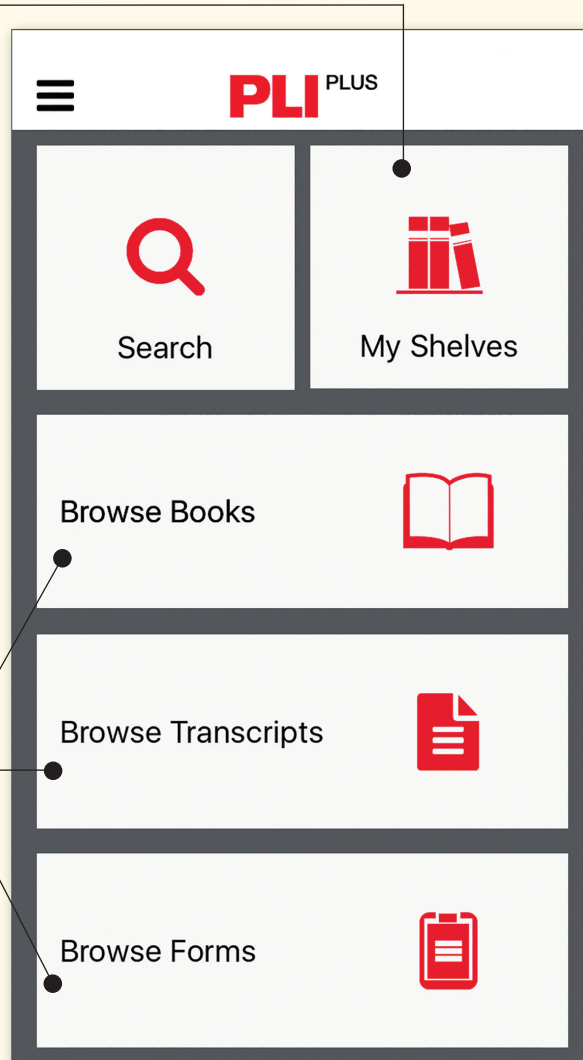 PLI PLUS
Search
My Shelves
Browse Books
Browse Transcripts
Browse Forms